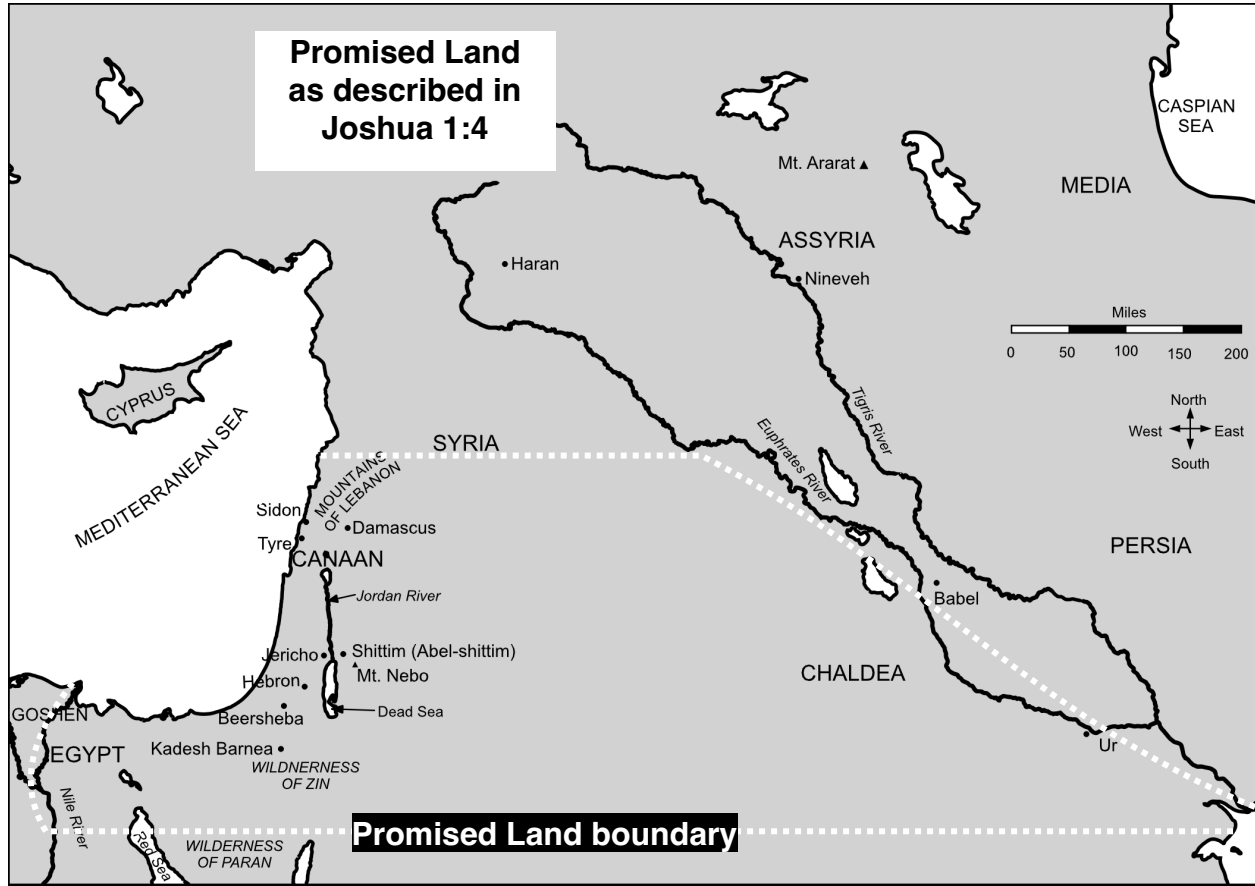 Promised Land
as described in
Joshua 1:4
CASPIAN
SEA
Mt. Ararat
MEDIA
ASSYRIA
Haran
Nineveh
Miles
0 50 100 150 200
CYPRUS
MEDITERRANEAN SEA
Tigris River
North
West East
South
SYRIA
Euphrates River
MOUNTAINS
OF LEBANON
Sidon
Damascus
Tyre
CANAAN
PERSIA
Jordan River
Babel
Jericho
Shittim (Abel-shittim)
Mt. Nebo
CHALDEA
Hebron
Dead Sea
GOSHEN
Beersheba
Ur
EGYPT
Kadesh Barnea
WILDNERNESS
OF ZIN
Nile River
Red Sea
WILDERNESS
OF PARAN
Promised Land boundary